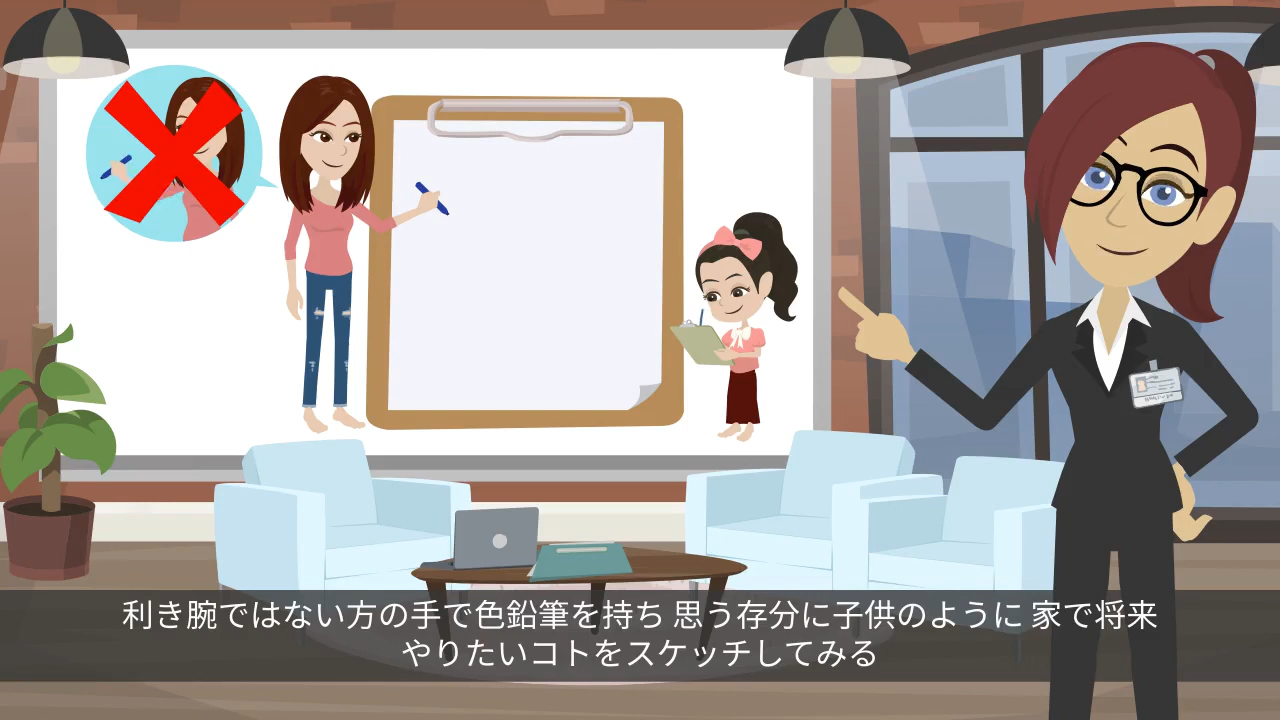 利き腕ではない方の手で色鉛筆を持ち 思う存分に子供のように 家で将来
やりたいコトをスケッチしてみる